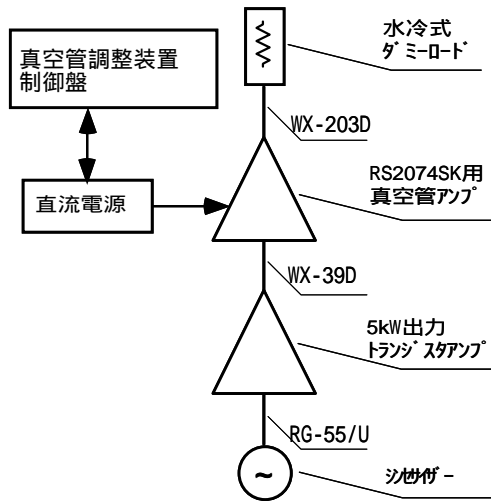 水冷式
ダミーロード
真空管調整装置
制御盤
WX-203D
RS2074SK用
真空管アンプ
直流電源
WX-39D
5kW出力
トランジスタアンプ
RG-55/U
~
シンセサイザー